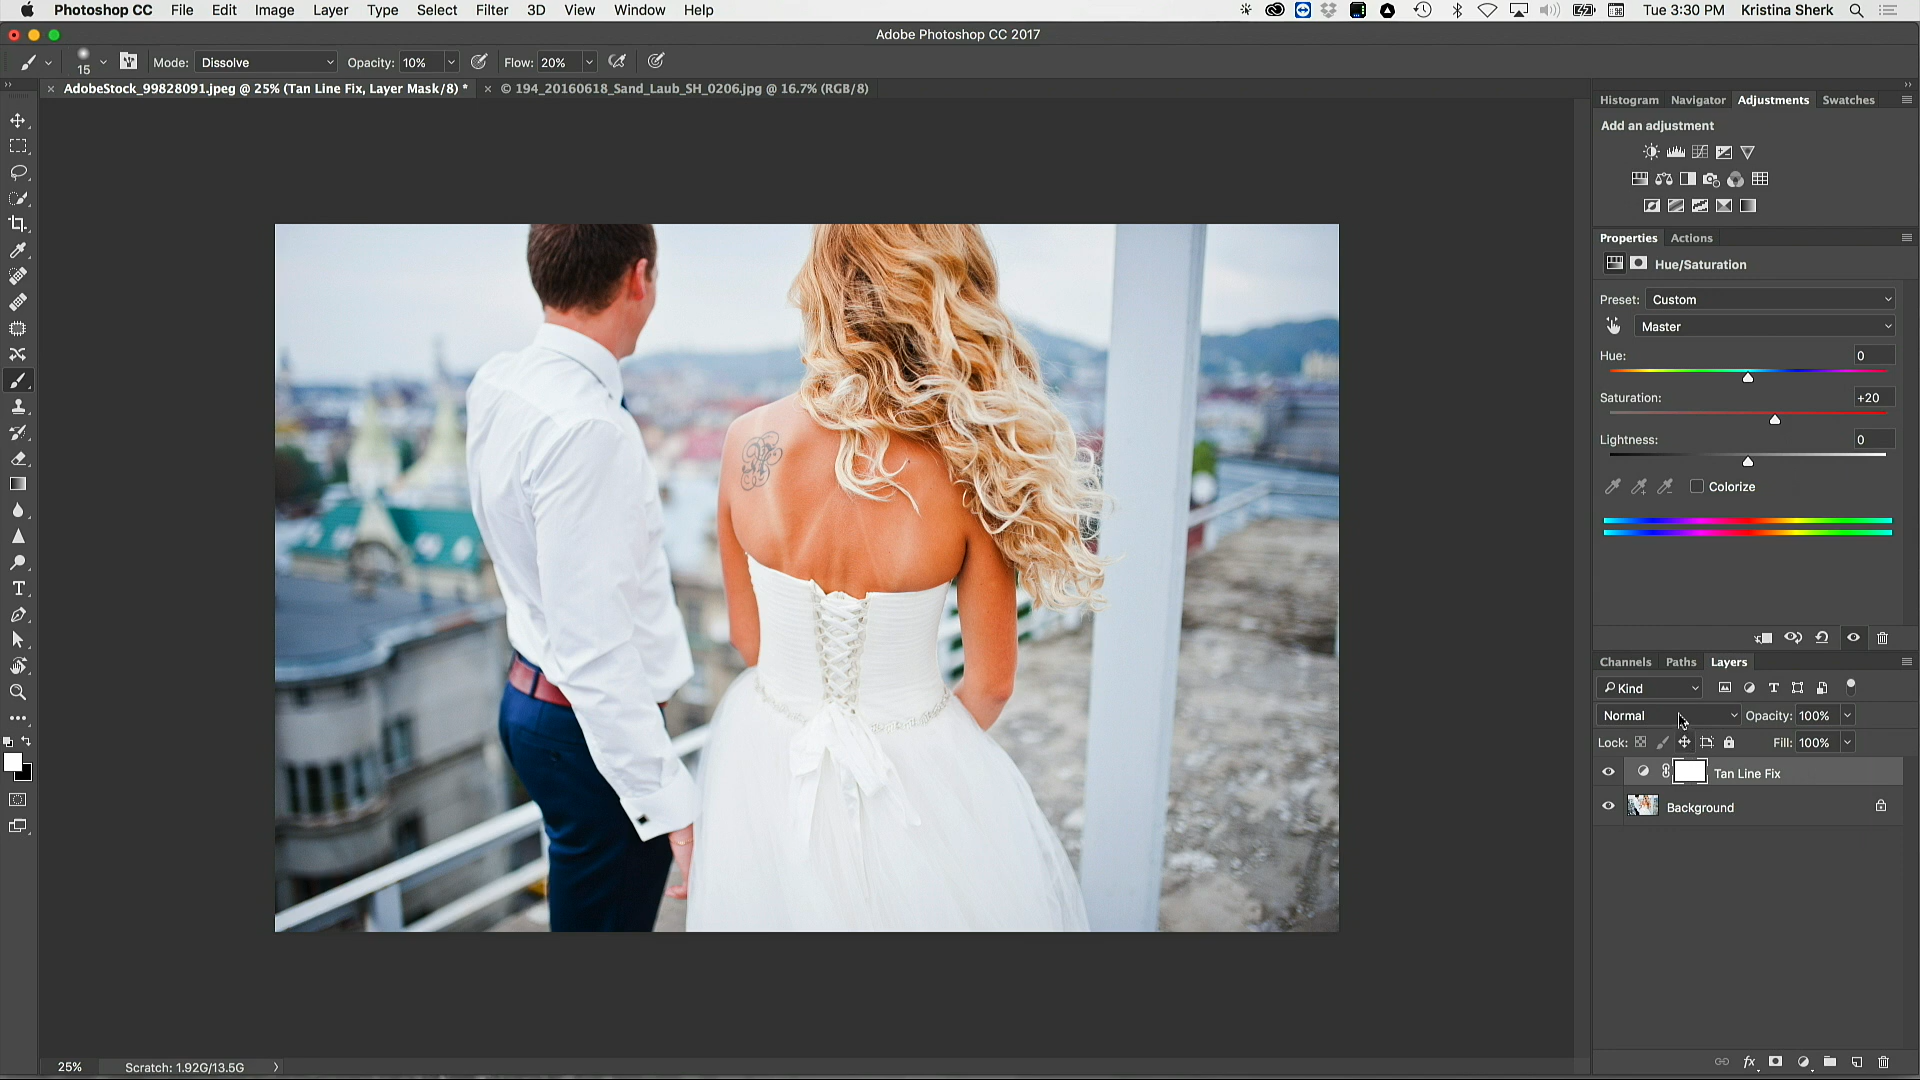 Photoshop CC File Edit Image Layer Type Select Filter 3D View Window Help Tue 3:30 PM Kristina Sherk
Adobe Photoshop CC 2017
15 Mode: Dissolve Opacity: 10% Flow: 20%
AdobeStock_99828091.jpeg @ 25% (Tan Line Fix, Layer Mask/8) * © 194_20160618_Sand_Laub_SH_0206.jpg @ 16.7% (RGB/8)
Histogram Navigator Adjustments Swatches
Add an adjustment
Properties Actions
Hue/Saturation
Preset: Custom
Master
Hue: 0
Saturation: +20
Lightness: 0
Colorize
Channels Paths Layers
Kind
Normal Opacity: 100%
Lock: Fill: 100%
Tan Line Fix
Background
25% Scratch: 1.92G/13.5G